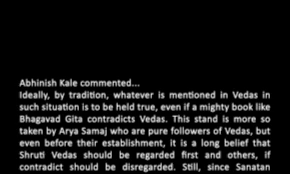 Abhinish Kale commented...
Ideally, by tradition, whatever is mentioned in Vedas in
such situation is to be held true, even if a mighty book like
Bhagavad Gita contradicts Vedas. This stand is more so
taken by Arya Samaj who are pure followers of Vedas, but
even before their establishment, it is a long belief that
Shruti Vedas should be regarded first and others, if
contradict should be disregarded. Still, since Sanatan